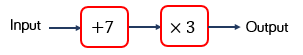 Input +7 × 3 Output